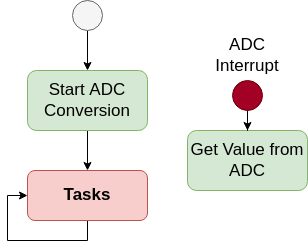 Start ADC
Conversion
Tasks
ADC
Interrupt
Get Value from
ADC